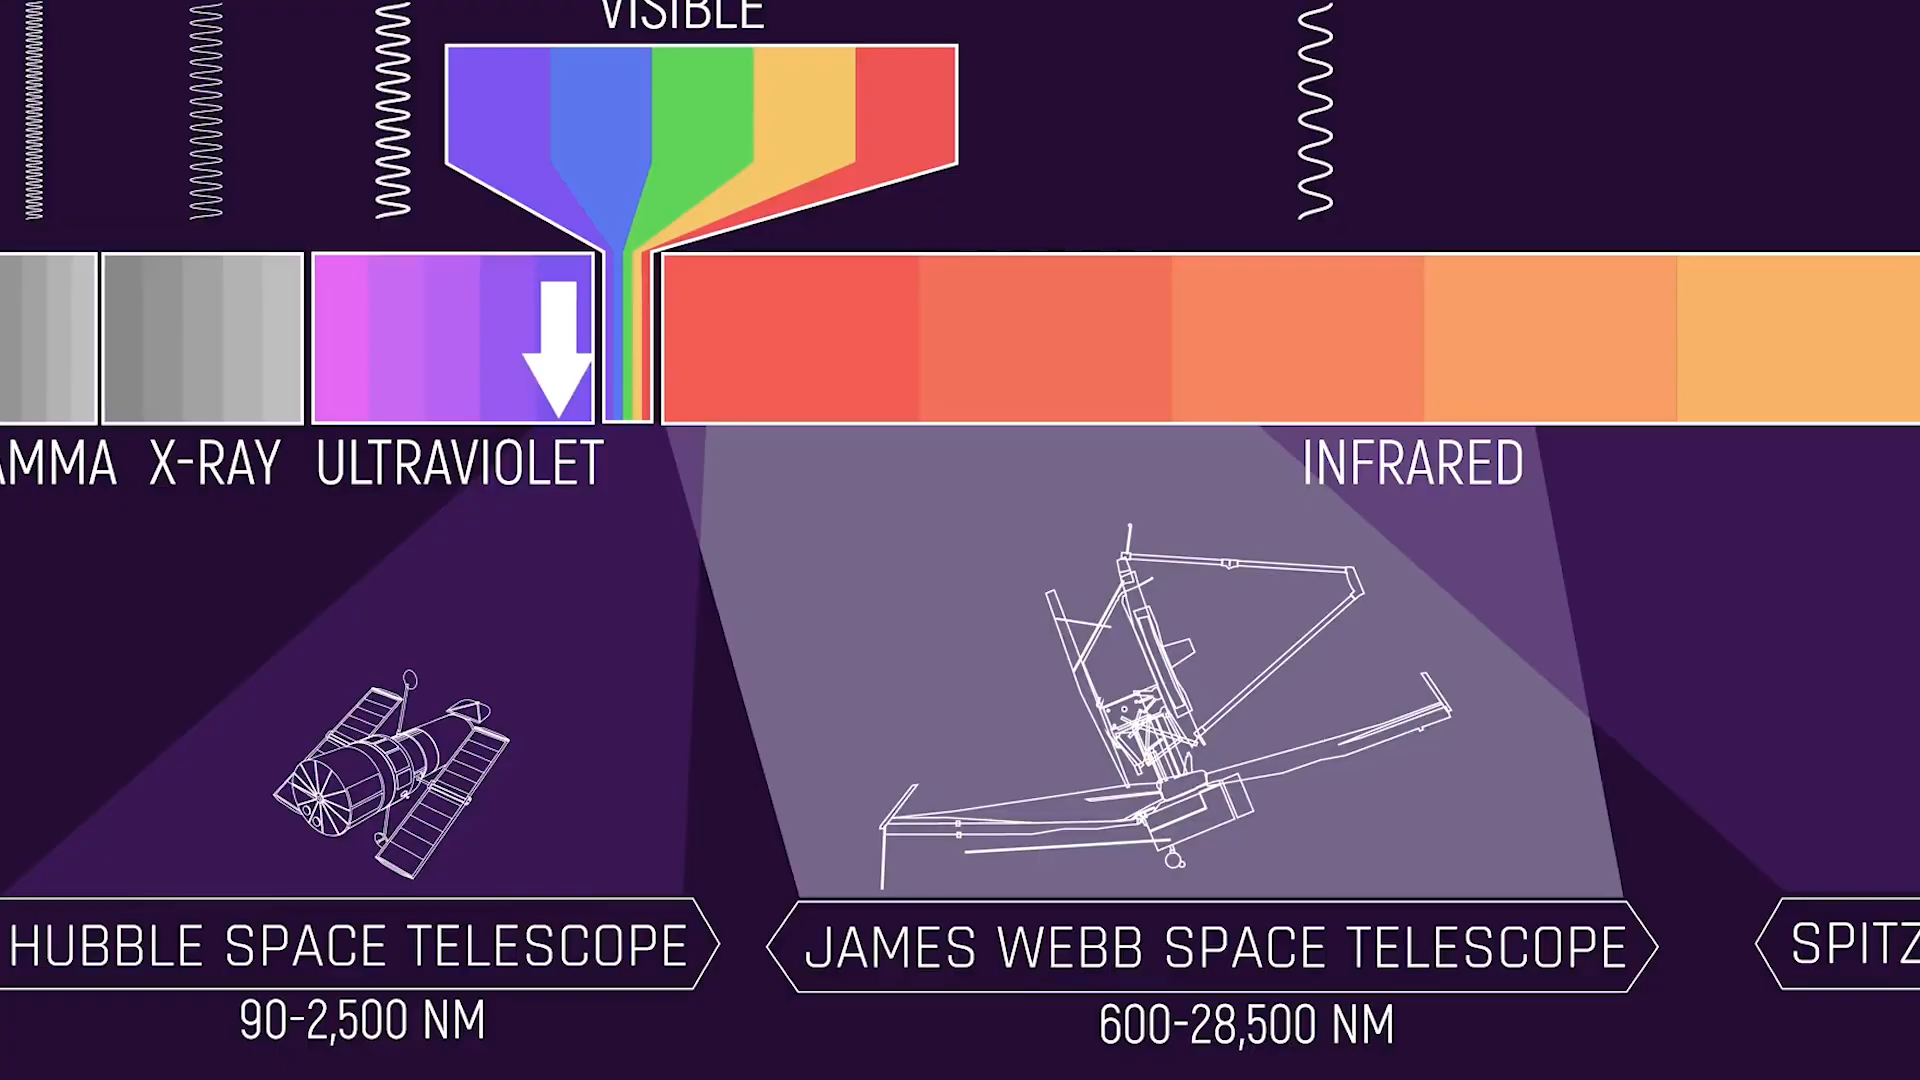 VISIBLE
AMMA X-RAY ULTRAVIOLET INFRARED
HUBBLE SPACE TELESCOPE
90-2,500 NM
JAMES WEBB SPACE TELESCOPE
600-28,500 NM
SPITZ